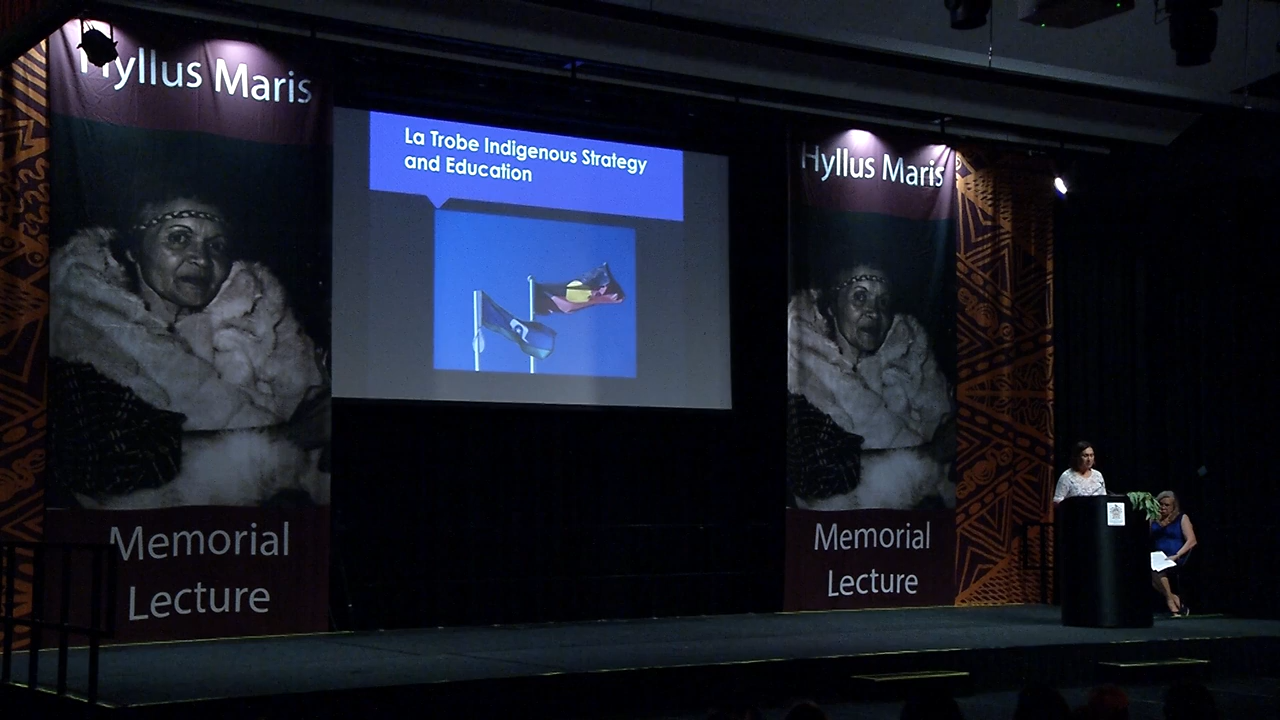 Hyllus Maris
La Trobe Indigenous Strategy
and Education
Hyllus Maris
Memorial
Lecture
Memorial
Lecture